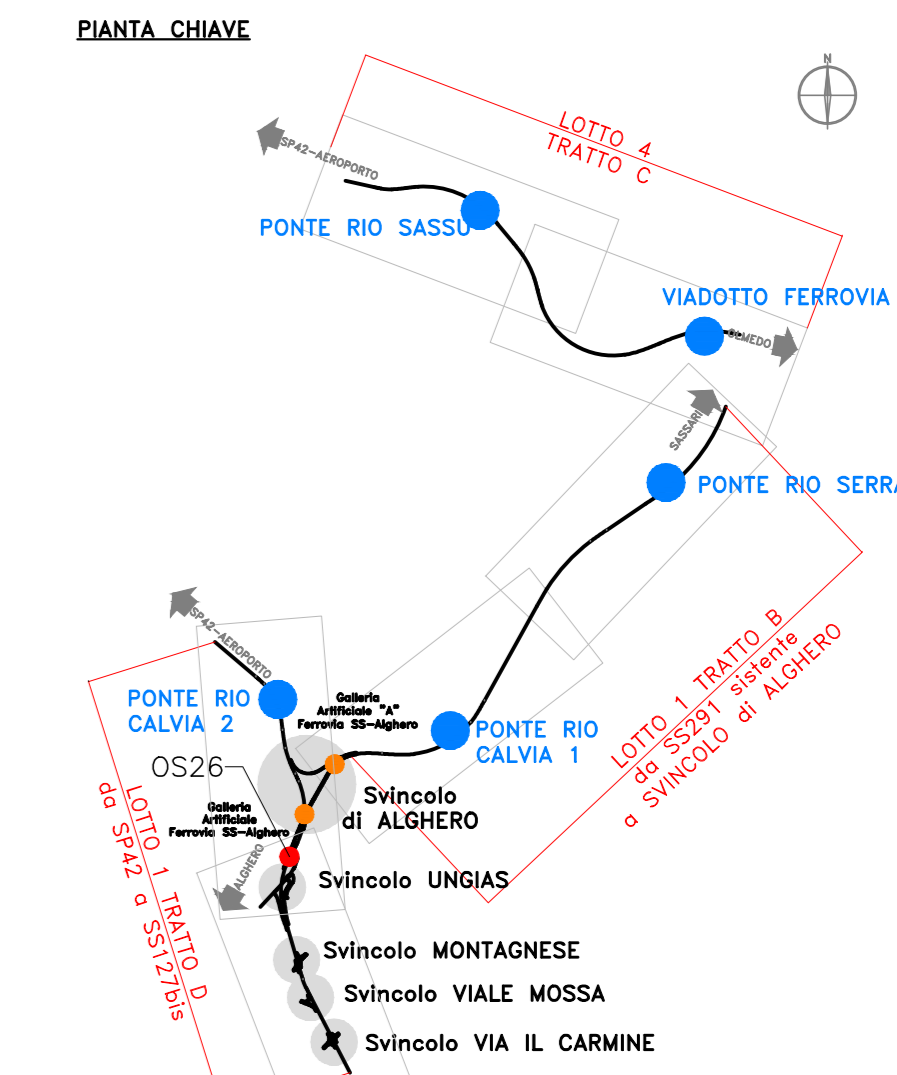 PIANTA CHIAVE
N
LOTTO 4
TRATTO C
SP42-AEROPORTO
PONTE RIO SASSU
VIADOTTO FERROVIA
OLMEDO
SASSARI
PONTE RIO SERRA
SP42-AEROPORTO
PONTE RIO
CALVIA 2
Galleria
Artificiale "A"
Ferrovia SS-Alghero
PONTE RIO
CALVIA 1
LOTTO 1 TRATTO B
da SS291 sistente
a SVINCOLO di ALGHERO
OS26
Svincolo
di ALGHERO
Galleria
Artificiale
Ferrovia SS-Alghero
ALGHERO
LOTTO 1 TRATTO D
da SP42 a SS127bis
Svincolo UNGIAS
Svincolo MONTAGNESE
Svincolo VIALE MOSSA
Svincolo VIA IL CARMINE